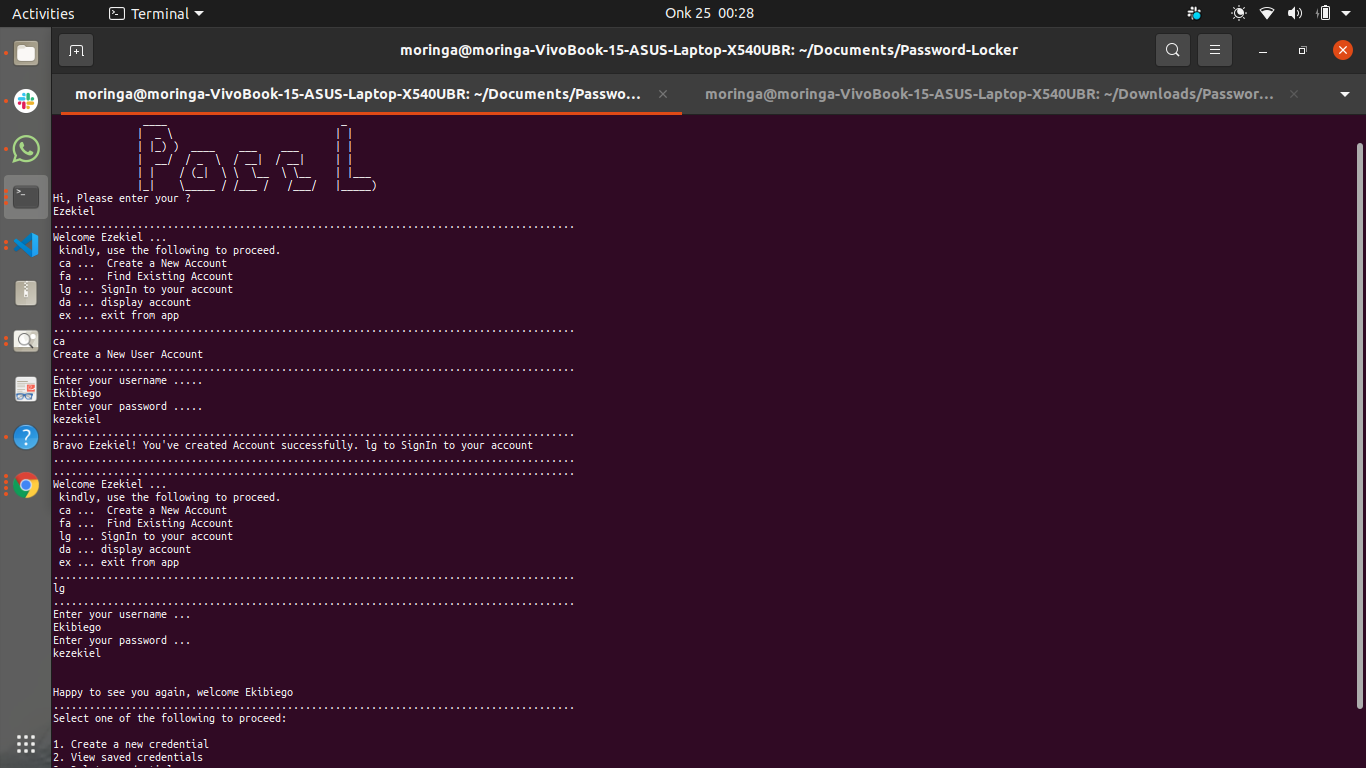 Activities
Terminal
Onk 25 00:28
moringa@moringa-VivoBook-15-ASUS-Laptop-X540UBR: ~/Documents/Password-Locker
moringa@moringa-VivoBook-15-ASUS-Laptop-X540UBR: ~/Documents/Passwo...
moringa@moringa-VivoBook-15-ASUS-Laptop-X540UBR: ~/Downloads/Passwor...
Hi, Please enter your ?
Ezekiel
.......................................................................................
Welcome Ezekiel ...
kindly, use the following to proceed.
ca ...  Create a New Account
fa ...  Find Existing Account
lg ... SignIn to your account
da ... display account
ex ... exit from app
.......................................................................................
ca
Create a New User Account
.......................................................................................
Enter your username .....
Ekibiego
Enter your password .....
kezekiel
.......................................................................................
Bravo Ezekiel! You've created Account successfully. lg to SignIn to your account
.......................................................................................
.......................................................................................
Welcome Ezekiel ...
kindly, use the following to proceed.
ca ...  Create a New Account
fa ...  Find Existing Account
lg ... SignIn to your account
da ... display account
ex ... exit from app
.......................................................................................
lg
.......................................................................................
Enter your username ...
Ekibiego
Enter your password ...
kezekiel
Happy to see you again, welcome Ekibiego
.......................................................................................
Select one of the following to proceed:
1. Create a new credential
2. View saved credentials